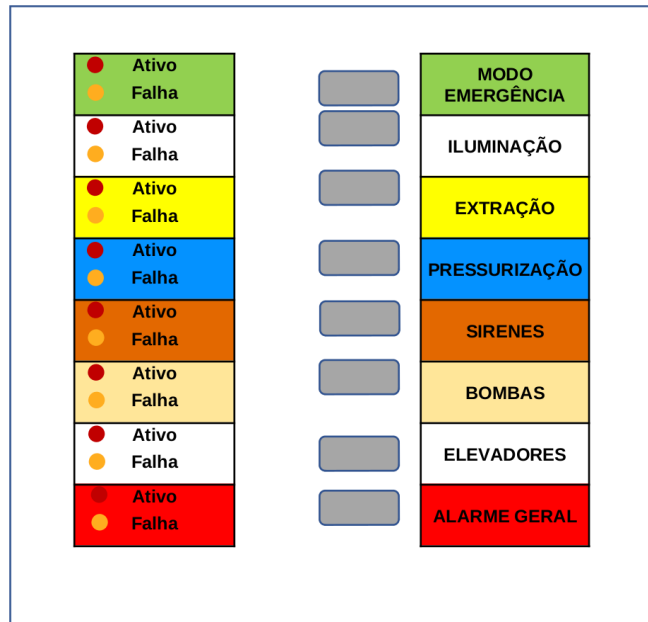 Ativo
Falha
MODO
EMERGÊNCIA
Ativo
Falha
ILUMINAÇÃO
Ativo
Falha
EXTRAÇÃO
Ativo
Falha
PRESSURIZAÇÃO
Ativo
Falha
SIRENES
Ativo
Falha
BOMBAS
Ativo
Falha
ELEVADORES
Ativo
Falha
ALARME GERAL